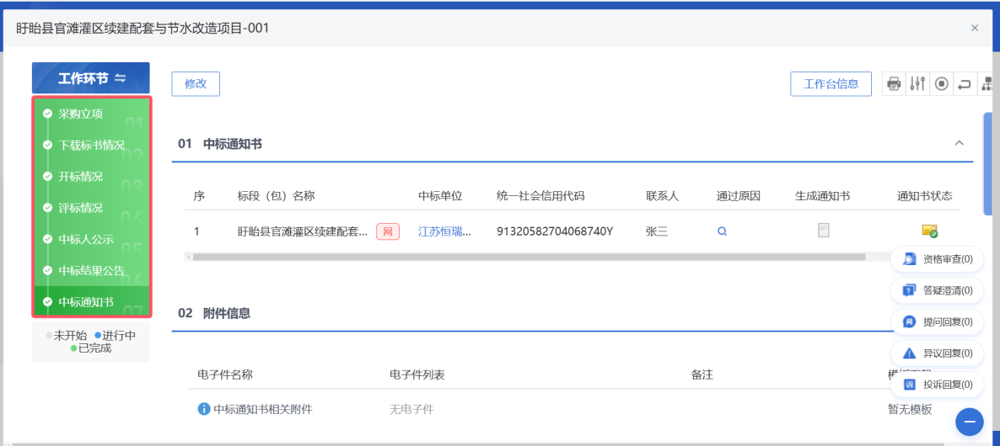 盱眙县官滩灌区续建配套与节水改造项目-001
×
工作环节
修改
工作台信息
采购立项
01
下载标书情况
02
开标情况
03
评标情况
04
中标人公示
05
中标结果公告
中标通知书
07
未开始 进行中
已完成
01 中标通知书
序 标段（包）名称 中标单位 统一社会信用代码 联系人 通过原因 生成通知书 通知书状态
1 盱眙县官滩灌区续建配套... 网 江苏恒瑞... 91320582704068740Y 张三
资格审查(0)
答疑澄清(0)
提问回复(0)
异议回复(0)
诉 投诉回复(0)
02 附件信息
电子件名称 电子件列表 备注
中标通知书相关附件 无电子件 暂无模板